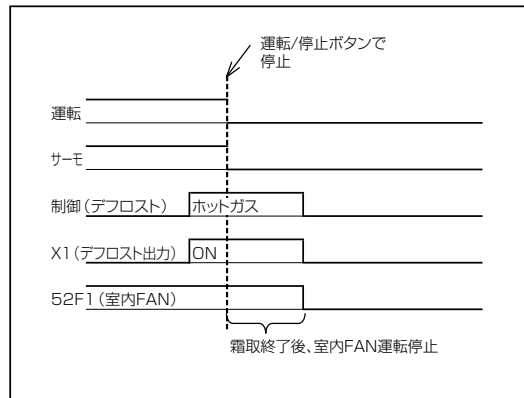 運転/停止ボタンで
停止
運転
サーモ
制御(デフロスト) ホットガス
X1(デフロスト出力) ON
52F1(室内FAN)
霜取終了後、室内FAN運転停止